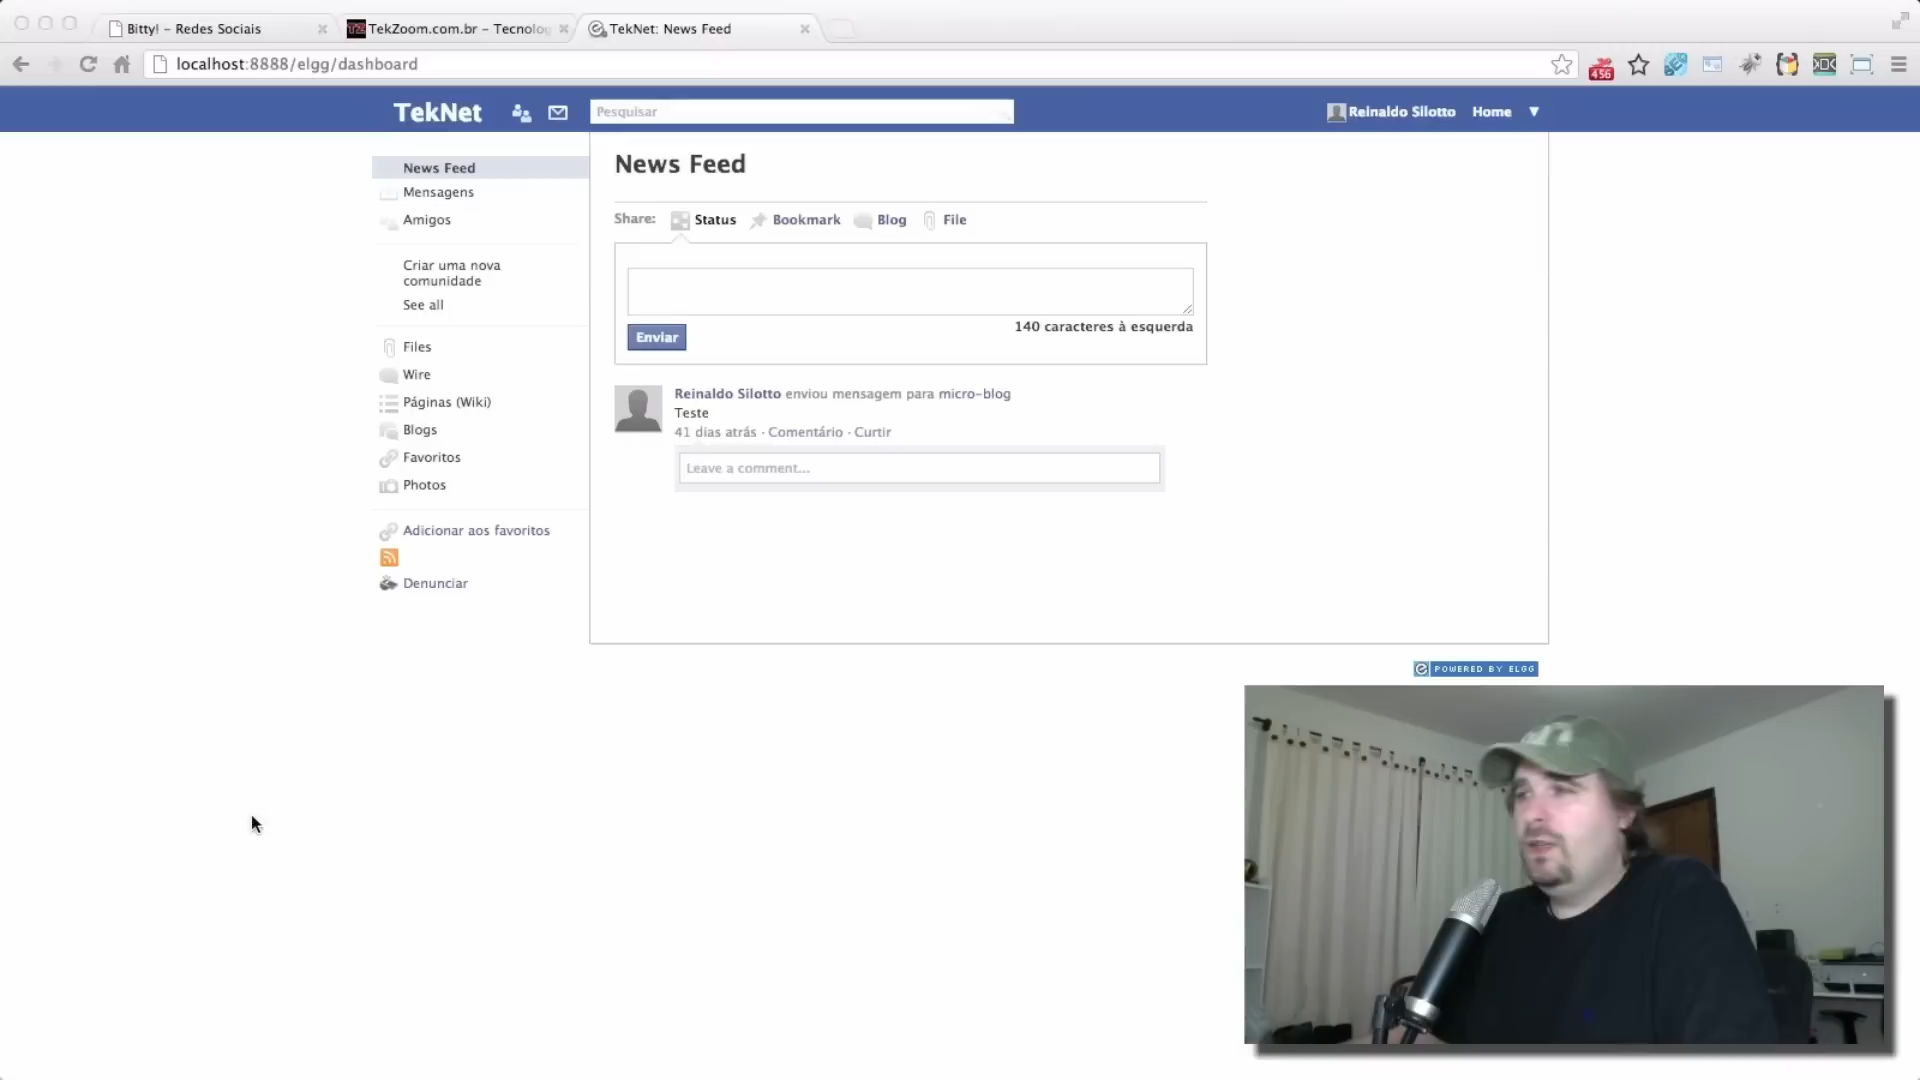 Bitty! – Redes Sociais
TekZoom.com.br – Tecnolog
TekNet: News Feed
localhost:8888/elgg/dashboard
456
TekNet
Pesquisar
Reinaldo Silotto
Home
News Feed
Mensagens
Amigos
Criar uma nova
comunidade
See all
Files
Wire
Páginas (Wiki)
Blogs
Favoritos
Photos
Adicionar aos favoritos
Denunciar
News Feed
Share:
Status
Bookmark
Blog
File
140 caracteres à esquerda
Enviar
Reinaldo Silotto enviou mensagem para micro-blog
Teste
41 dias atrás · Comentário · Curtir
Leave a comment...
POWERED BY ELGG